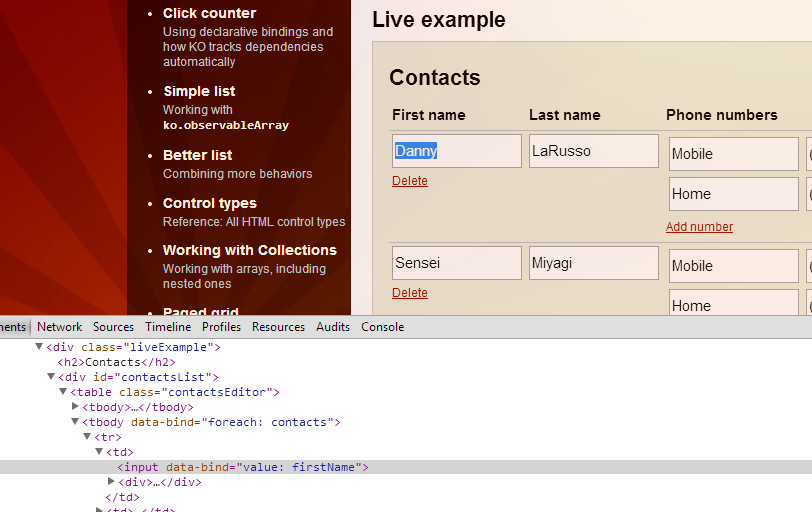 Click counter
Using declarative bindings and
how KO tracks dependencies
automatically
Simple list
Working with
ko.observableArray
Better list
Combining more behaviors
Control types
Reference: All HTML control types
Working with Collections
Working with arrays, including
nested ones
Paged grid
Live example
Contacts
First name Last name Phone numbers
Danny LaRusso Mobile (
Delete
Home (
Add number
Sensei Miyagi Mobile (
Delete
Home (
Network Sources Timeline Profiles Resources Audits Console
<div class="liveExample">
<h2>Contacts</h2>
<div id="contactsList">
<table class="contactsEditor">
<tbody>…</tbody>
<tbody data-bind="foreach: contacts">
<tr>
<td>
<input data-bind="value: firstName">
<div>…</div>
</td>
<td>…</td>